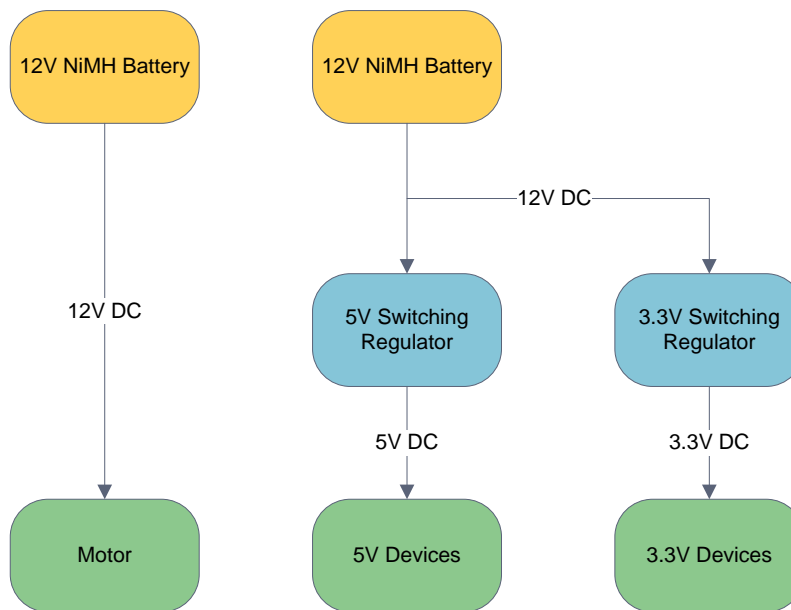 12V NiMH Battery
12V NiMH Battery
12V DC
12V DC
5V Switching
Regulator
3.3V Switching
Regulator
5V DC
3.3V DC
Motor
5V Devices
3.3V Devices